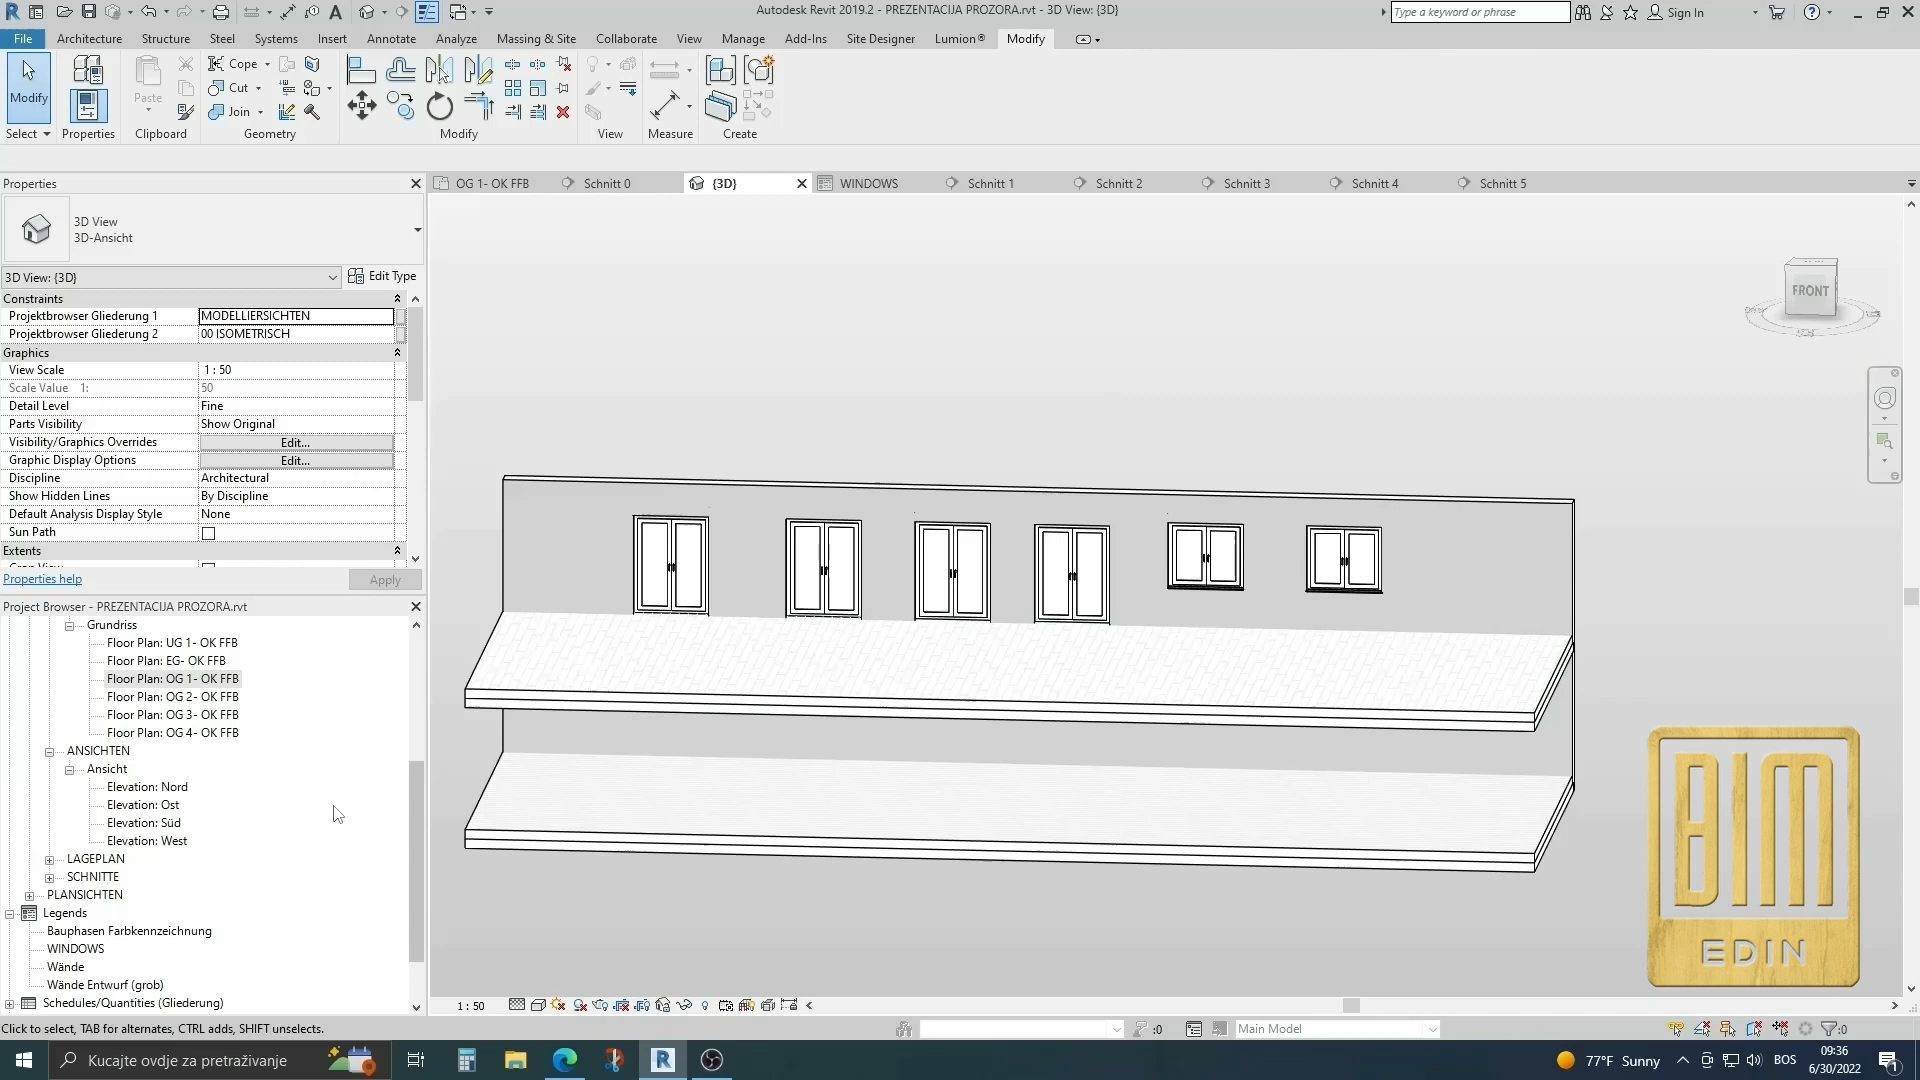 Autodesk Revit 2019.2 - PREZENTACIJA PROZORA.rvt - 3D View: {3D}
Type a keyword or phrase
Sign In
File Architecture Structure Steel Systems Insert Annotate Analyze Massing & Site Collaborate View Manage Add-Ins Site Designer Lumion® Modify
Modify
Paste
Cope
Cut
Join
Select Properties Clipboard Geometry Modify View Measure Create
Properties
OG 1- OK FFB Schnitt 0 {3D} WINDOWS Schnitt 1 Schnitt 2 Schnitt 3 Schnitt 4 Schnitt 5
3D View
3D-Ansicht
3D View: {3D} Edit Type
Constraints
Projektbrowser Gliederung 1 MODELLIERSICHTEN
Projektbrowser Gliederung 2 00 ISOMETRISCH
Graphics
View Scale 1 : 50
Scale Value 1: 50
Detail Level Fine
Parts Visibility Show Original
Visibility/Graphics Overrides Edit...
Graphic Display Options Edit...
Discipline Architectural
Show Hidden Lines By Discipline
Default Analysis Display Style None
Sun Path
Extents
Properties help Apply
FRONT
Project Browser - PREZENTACIJA PROZORA.rvt
Grundriss
Floor Plan: UG 1- OK FFB
Floor Plan: EG- OK FFB
Floor Plan: OG 1- OK FFB
Floor Plan: OG 2- OK FFB
Floor Plan: OG 3- OK FFB
Floor Plan: OG 4- OK FFB
ANSICHTEN
Ansicht
Elevation: Nord
Elevation: Ost
Elevation: Süd
Elevation: West
LAGEPLAN
SCHNITTE
PLANSICHTEN
Legends
Bauphasen Farbkennzeichnung
WINDOWS
Wände
Wände Entwurf (grob)
Schedules/Quantities (Gliederung)
BIM
EDIN
1 : 50
Click to select, TAB for alternates, CTRL adds, SHIFT unselects.
:0
Main Model
:0
Kucajte ovdje za pretraživanje
77°F Sunny
BOS
09:36
6/30/2022
1